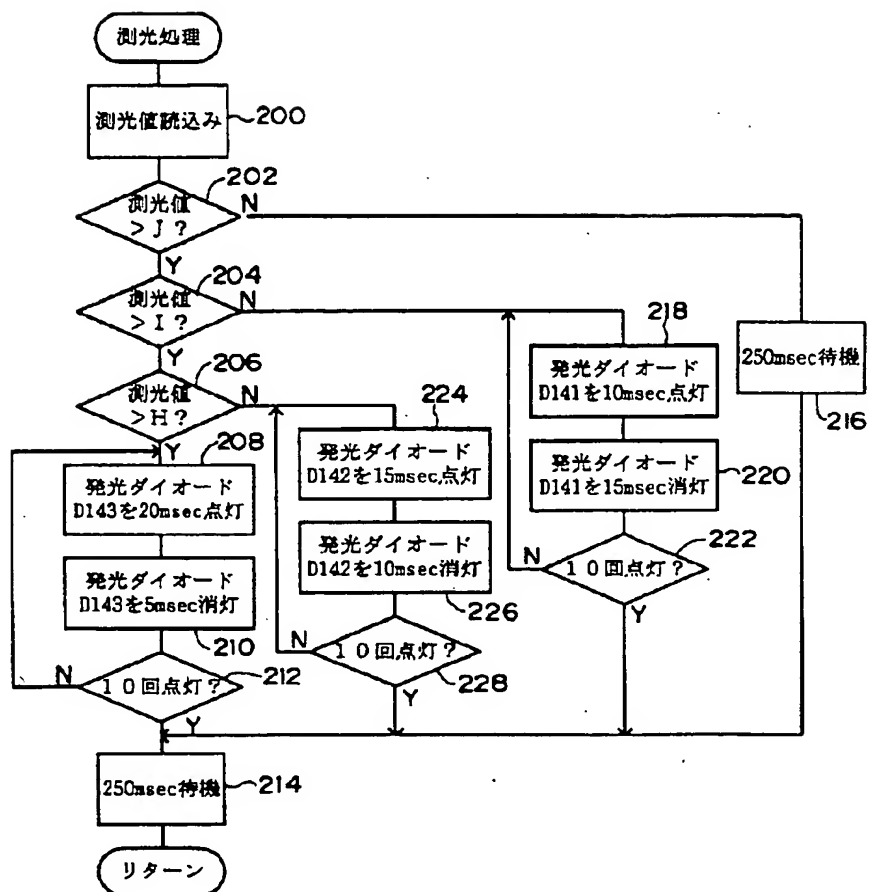 測光処理
測光値読込み
200
202
測光値
>J?
N
Y
204
測光値
>I?
N
Y
206
測光値
>H?
N
Y
208
発光ダイオード
D143を20msec点灯
発光ダイオード
D143を5msec消灯
210
N
10回点灯?
212
Y
250msec待機
214
リターン
224
発光ダイオード
D142を15msec点灯
発光ダイオード
D142を10msec消灯
226
N
10回点灯?
228
Y
218
発光ダイオード
D141を10msec点灯
発光ダイオード
D141を15msec消灯
220
N
10回点灯?
222
Y
250msec待機
216